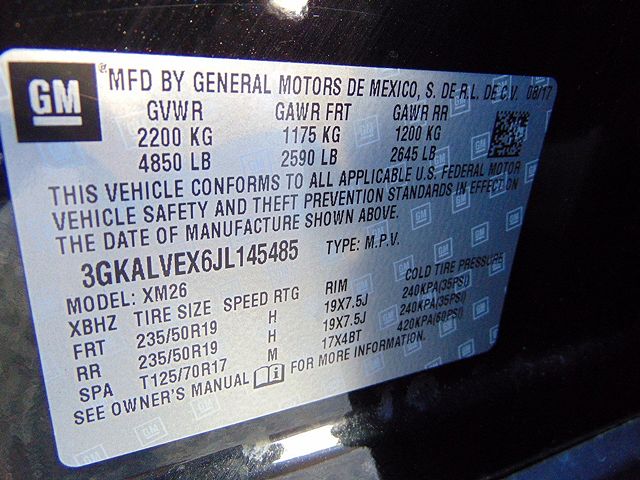 GM
® MFD BY GENERAL MOTORS DE MEXICO, S. DE R.L. DE C.V. 08/17
GVWR GAWR FRT GAWR RR
2200 KG 1175 KG 1200 KG
4850 LB 2590 LB 2645 LB
THIS VEHICLE CONFORMS TO ALL APPLICABLE U.S. FEDERAL MOTOR
VEHICLE SAFETY AND THEFT PREVENTION STANDARDS IN EFFECT ON
THE DATE OF MANUFACTURE SHOWN ABOVE.
3GKALVEX6JL145485 TYPE: M.P.V.
MODEL: XM26
XBHZ TIRE SIZE SPEED RTG RIM COLD TIRE PRESSURE
FRT 235/50R19 H 19X7.5J 240KPA(35PSI)
RR 235/50R19 H 19X7.5J 240KPA(35PSI)
SPA T125/70R17 M 17X4BT 420KPA(60PSI)
SEE OWNER'S MANUAL FOR MORE INFORMATION.